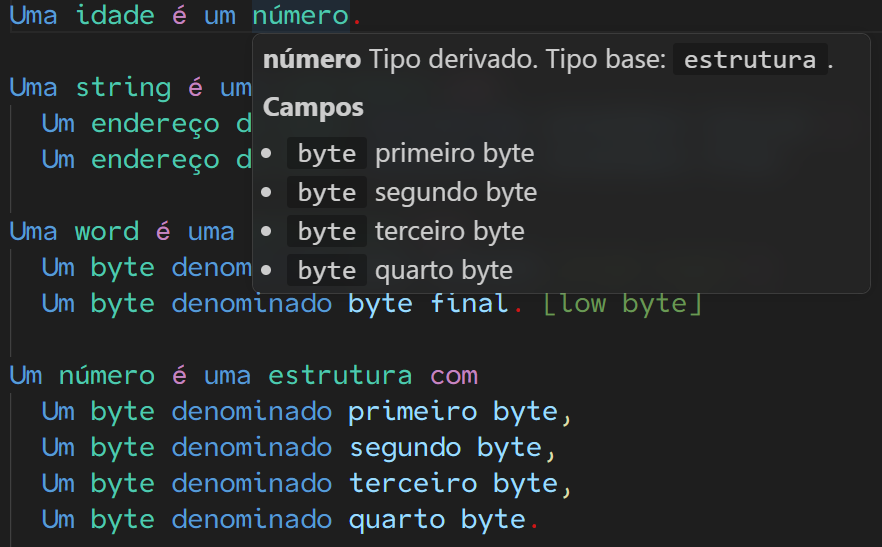 Uma idade é um número.
número Tipo derivado. Tipo base: estrutura.
Campos
byte primeiro byte
byte segundo byte
byte terceiro byte
byte quarto byte
Uma string é um
Um endereço d
Um endereço d
Uma word é uma
Um byte denom
Um byte denominado byte final. [low byte]
Um número é uma estrutura com
Um byte denominado primeiro byte,
Um byte denominado segundo byte,
Um byte denominado terceiro byte,
Um byte denominado quarto byte.